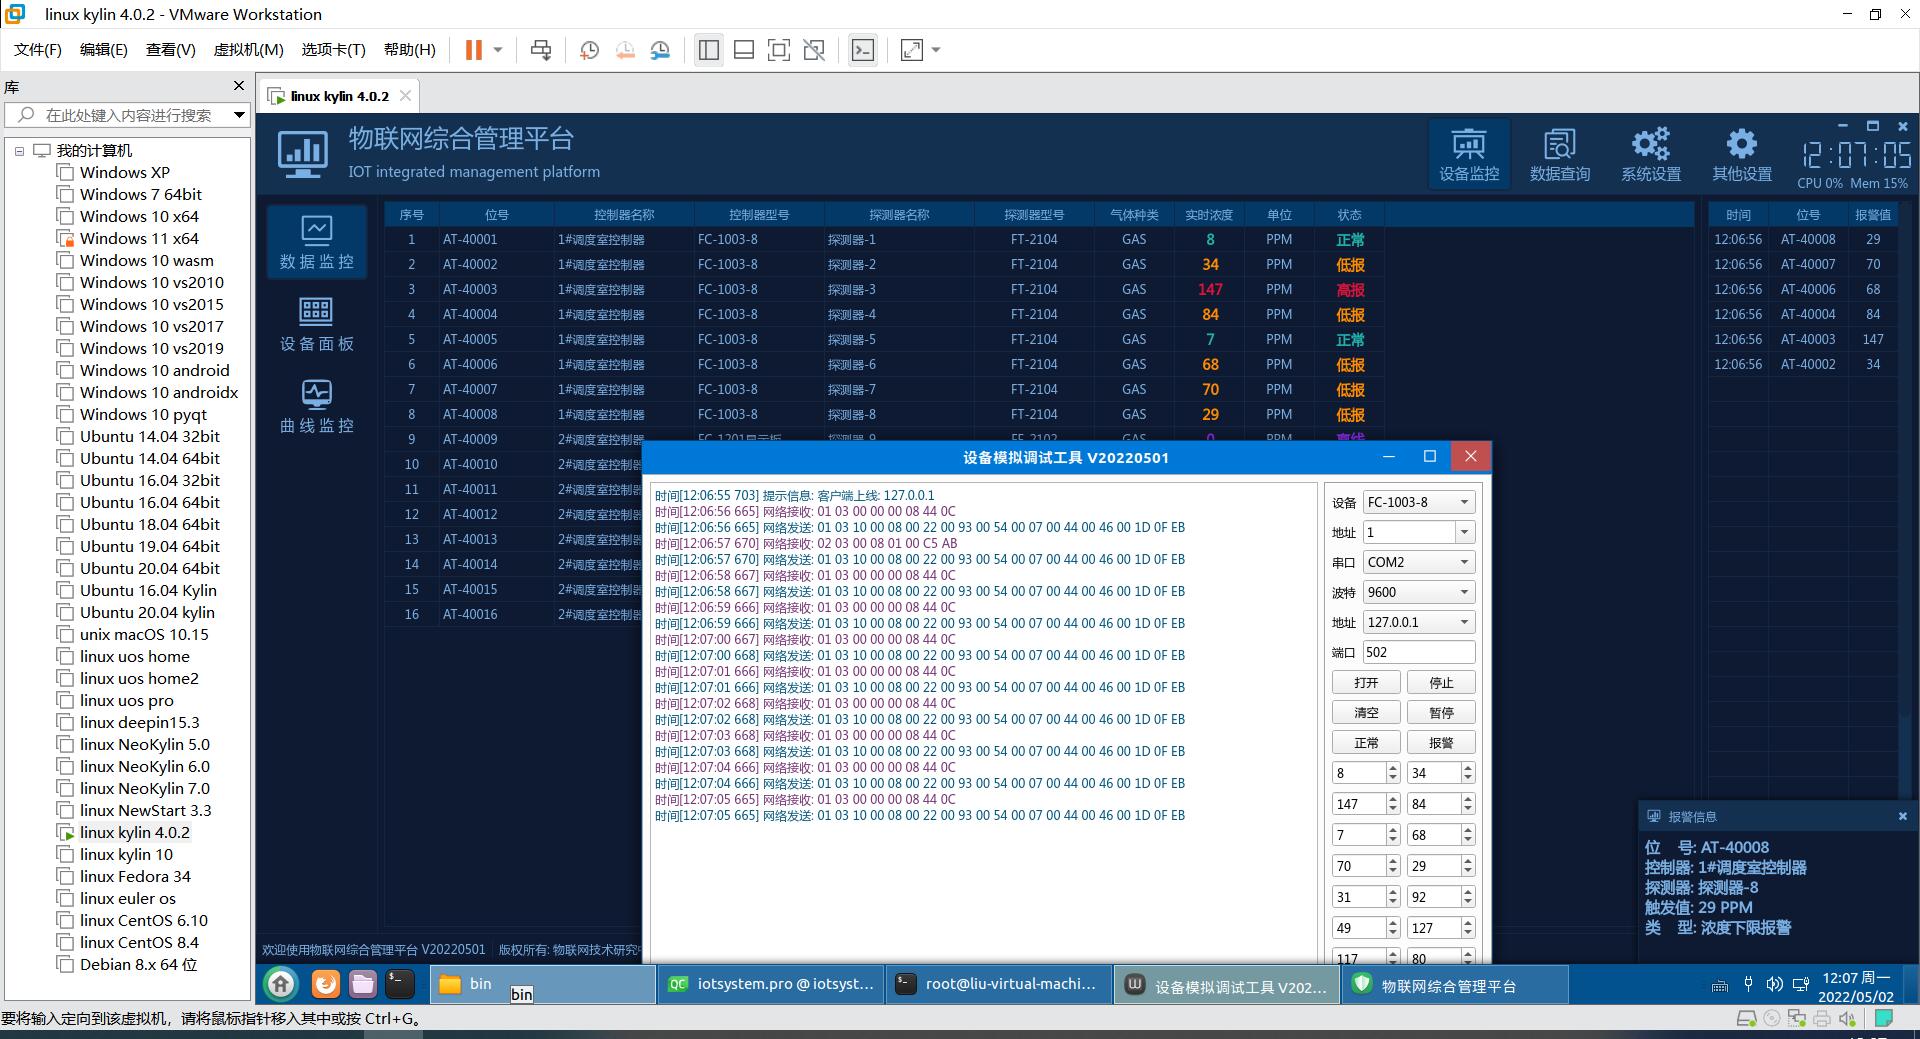 linux kylin 4.0.2 - VMware Workstation
文件(F) 编辑(E) 查看(V) 虚拟机(M) 选项卡(T) 帮助(H)
库
在此处键入内容进行搜索
我的计算机
Windows XP
Windows 7 64bit
Windows 10 x64
Windows 11 x64
Windows 10 wasm
Windows 10 vs2010
Windows 10 vs2015
Windows 10 vs2017
Windows 10 vs2019
Windows 10 android
Windows 10 androidx
Windows 10 pyqt
Ubuntu 14.04 32bit
Ubuntu 14.04 64bit
Ubuntu 16.04 32bit
Ubuntu 16.04 64bit
Ubuntu 18.04 64bit
Ubuntu 19.04 64bit
Ubuntu 20.04 64bit
Ubuntu 16.04 Kylin
Ubuntu 20.04 kylin
unix macOS 10.15
linux uos home
linux uos home2
linux uos pro
linux deepin15.3
linux NeoKylin 5.0
linux NeoKylin 6.0
linux NeoKylin 7.0
linux NewStart 3.3
linux kylin 4.0.2
linux kylin 10
linux Fedora 34
linux euler os
linux CentOS 6.10
linux CentOS 8.4
Debian 8.x 64 位
linux kylin 4.0.2
物联网综合管理平台
IOT integrated management platform
设备监控 数据查询 系统设置 其他设置
12:07:05
CPU 0% Mem 15%
数据监控
设备面板
曲线监控
序号 位号 控制器名称 控制器型号 探测器名称 探测器型号 气体种类 实时浓度 单位 状态
1 AT-40001 1#调度室控制器 FC-1003-8 探测器-1 FT-2104 GAS 8 PPM 正常
2 AT-40002 1#调度室控制器 FC-1003-8 探测器-2 FT-2104 GAS 34 PPM 低报
3 AT-40003 1#调度室控制器 FC-1003-8 探测器-3 FT-2104 GAS 147 PPM 高报
4 AT-40004 1#调度室控制器 FC-1003-8 探测器-4 FT-2104 GAS 84 PPM 低报
5 AT-40005 1#调度室控制器 FC-1003-8 探测器-5 FT-2104 GAS 7 PPM 正常
6 AT-40006 1#调度室控制器 FC-1003-8 探测器-6 FT-2104 GAS 68 PPM 低报
7 AT-40007 1#调度室控制器 FC-1003-8 探测器-7 FT-2104 GAS 70 PPM 低报
8 AT-40008 1#调度室控制器 FC-1003-8 探测器-8 FT-2104 GAS 29 PPM 低报
9 AT-40009 2#调度室控制器 FC-1201显示板 探测器-9 FT-2102 GAS 0 PPM 离线
10 AT-40010 2#调度室控制器
11 AT-40011 2#调度室控制器
12 AT-40012 2#调度室控制器
13 AT-40013 2#调度室控制器
14 AT-40014 2#调度室控制器
15 AT-40015 2#调度室控制器
16 AT-40016 2#调度室控制器
时间 位号 报警值
12:06:56 AT-40008 29
12:06:56 AT-40007 70
12:06:56 AT-40006 68
12:06:56 AT-40004 84
12:06:56 AT-40003 147
12:06:56 AT-40002 34
设备模拟调试工具 V20220501
时间[12:06:55 703] 提示信息: 客户端上线: 127.0.0.1
时间[12:06:56 665] 网络接收: 01 03 00 00 00 08 44 0C
时间[12:06:56 665] 网络发送: 01 03 10 00 08 00 22 00 93 00 54 00 07 00 44 00 46 00 1D 0F EB
时间[12:06:57 670] 网络接收: 02 03 00 08 01 00 C5 AB
时间[12:06:57 670] 网络发送: 01 03 10 00 08 00 22 00 93 00 54 00 07 00 44 00 46 00 1D 0F EB
时间[12:06:58 667] 网络接收: 01 03 00 00 00 08 44 0C
时间[12:06:58 667] 网络发送: 01 03 10 00 08 00 22 00 93 00 54 00 07 00 44 00 46 00 1D 0F EB
时间[12:06:59 666] 网络接收: 01 03 00 00 00 08 44 0C
时间[12:06:59 666] 网络发送: 01 03 10 00 08 00 22 00 93 00 54 00 07 00 44 00 46 00 1D 0F EB
时间[12:07:00 667] 网络接收: 01 03 00 00 00 08 44 0C
时间[12:07:00 668] 网络发送: 01 03 10 00 08 00 22 00 93 00 54 00 07 00 44 00 46 00 1D 0F EB
时间[12:07:01 666] 网络接收: 01 03 00 00 00 08 44 0C
时间[12:07:01 666] 网络发送: 01 03 10 00 08 00 22 00 93 00 54 00 07 00 44 00 46 00 1D 0F EB
时间[12:07:02 668] 网络接收: 01 03 00 00 00 08 44 0C
时间[12:07:02 668] 网络发送: 01 03 10 00 08 00 22 00 93 00 54 00 07 00 44 00 46 00 1D 0F EB
时间[12:07:03 668] 网络接收: 01 03 00 00 00 08 44 0C
时间[12:07:03 668] 网络发送: 01 03 10 00 08 00 22 00 93 00 54 00 07 00 44 00 46 00 1D 0F EB
时间[12:07:04 666] 网络接收: 01 03 00 00 00 08 44 0C
时间[12:07:04 666] 网络发送: 01 03 10 00 08 00 22 00 93 00 54 00 07 00 44 00 46 00 1D 0F EB
时间[12:07:05 665] 网络接收: 01 03 00 00 00 08 44 0C
时间[12:07:05 665] 网络发送: 01 03 10 00 08 00 22 00 93 00 54 00 07 00 44 00 46 00 1D 0F EB
设备 FC-1003-8
地址 1
串口 COM2
波特 9600
地址 127.0.0.1
端口 502
打开 停止
清空 暂停
正常 报警
8 34
147 84
7 68
70 29
31 92
49 127
117 80
报警信息
位 号: AT-40008
控制器: 1#调度室控制器
探测器: 探测器-8
触发值: 29 PPM
类 型: 浓度下限报警
欢迎使用物联网综合管理平台 V20220501 版权所有: 物联网技术研究
bin
bin
iotsystem.pro @ iotsyst...
root@liu-virtual-machi...
设备模拟调试工具 V202...
物联网综合管理平台
12:07 周一
2022/05/02
要将输入定向到该虚拟机，请将鼠标指针移入其中或按 Ctrl+G。